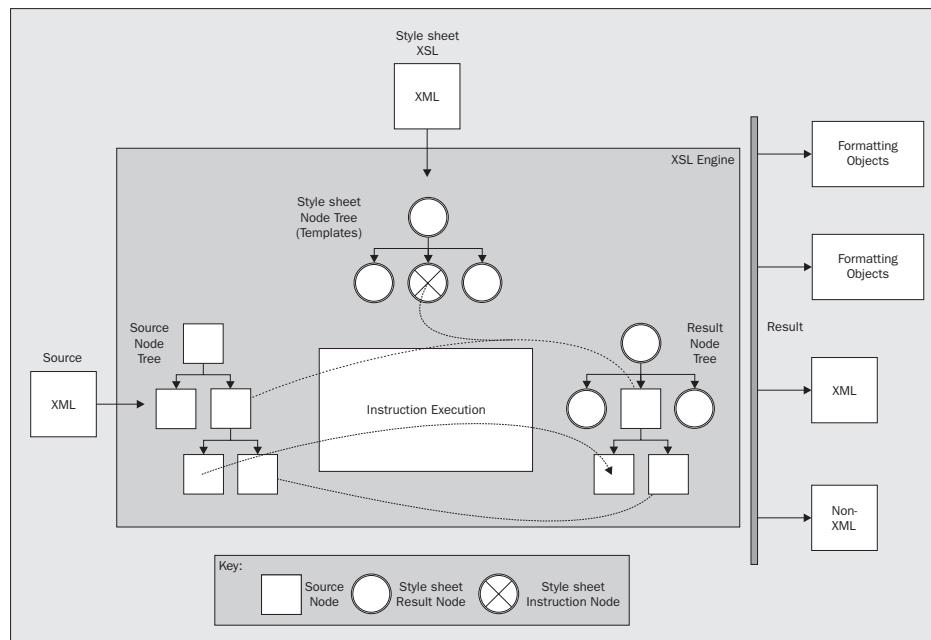 Style sheet
XSL
XML
XSL Engine
Style sheet
Node Tree
(Templates)
Source
XML
Source
Node
Tree
Instruction Execution
Result
Node
Tree
Result
Formatting
Objects
Formatting
Objects
XML
Non-
XML
Key:
Source
Node
Style sheet
Result Node
Style sheet
Instruction Node